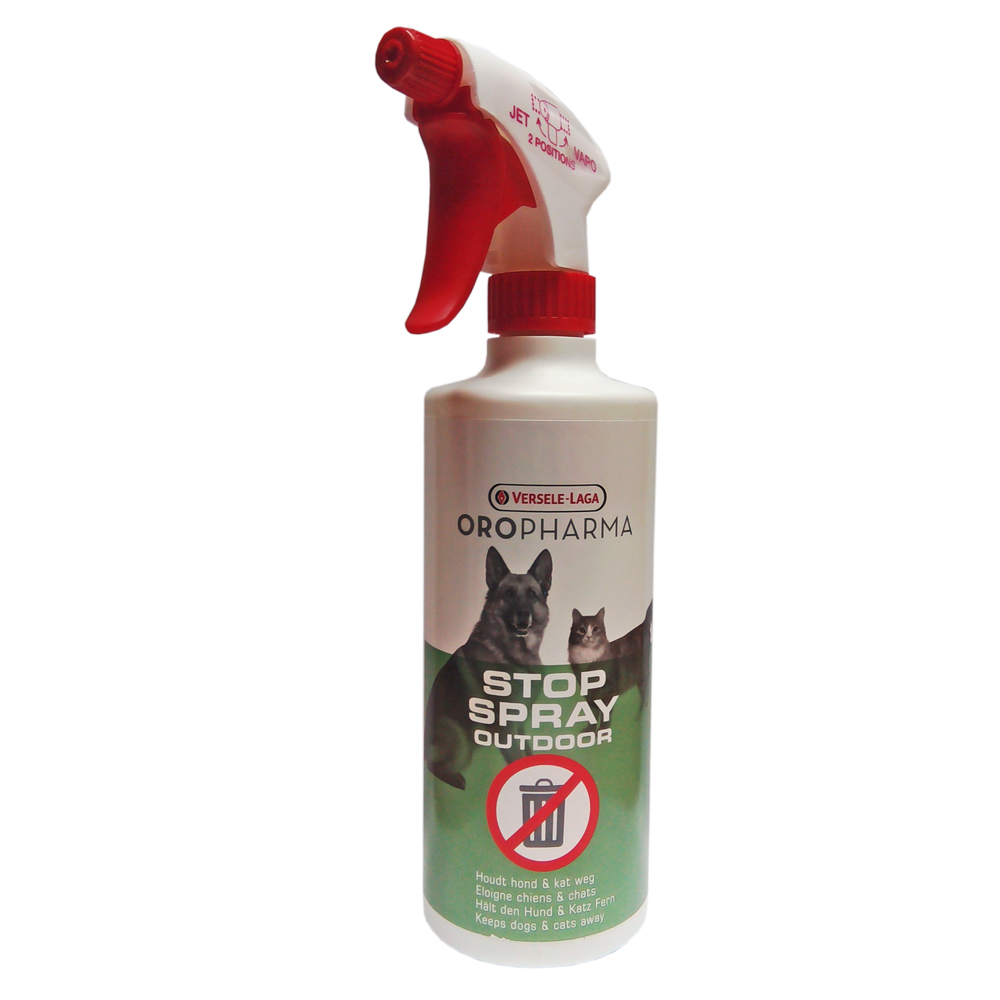 JET
2 POSITIONS
VAPO
VERSELE-LAGA
OROPHARMA
STOP
SPRAY
OUTDOOR
Houdt hond & kat weg
Eloigne chiens & chats
Hält den Hund & Katz Fern
Keeps dogs & cats away